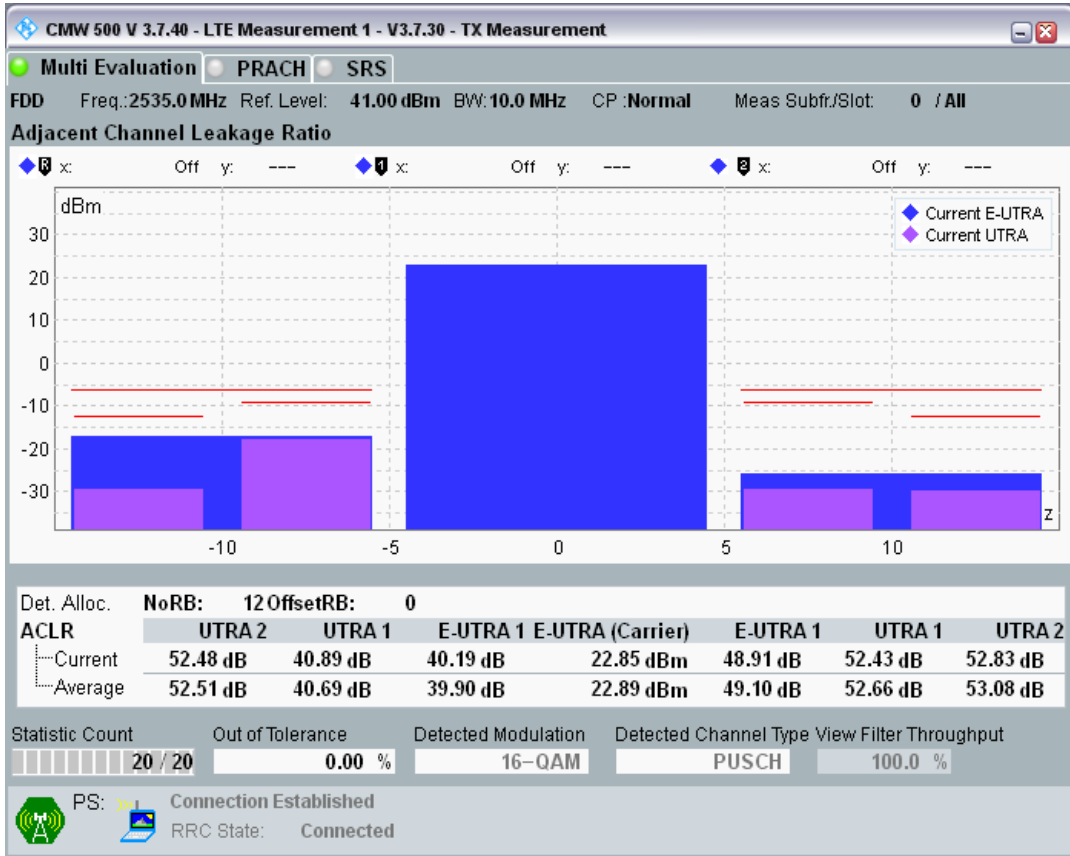 CMW 500 V 3.7.40 - LTE Measurement 1 - V3.7.30 - TX Measurement
Multi Evaluation PRACH SRS
FDD Freq.:2535.0 MHz Ref. Level: 41.00 dBm BW:10.0 MHz CP :Normal Meas Subfr./Slot: 0 / All
Adjacent Channel Leakage Ratio
R x: Off y: --- 1 x: Off y: --- 2 x: Off y: ---
dBm
Current E-UTRA
Current UTRA
30
20
10
0
-10
-20
-30
z
-10 -5 0 5 10
Det. Alloc. NoRB: 12 OffsetRB: 0
ACLR UTRA 2 UTRA 1 E-UTRA 1 E-UTRA (Carrier) E-UTRA 1 UTRA 1 UTRA 2
Current 52.48 dB 40.89 dB 40.19 dB 22.85 dBm 48.91 dB 52.43 dB 52.83 dB
Average 52.51 dB 40.69 dB 39.90 dB 22.89 dBm 49.10 dB 52.66 dB 53.08 dB
Statistic Count Out of Tolerance Detected Modulation Detected Channel Type View Filter Throughput
20 / 20 0.00 % 16-QAM PUSCH 100.0 %
PS: Connection Established
RRC State: Connected